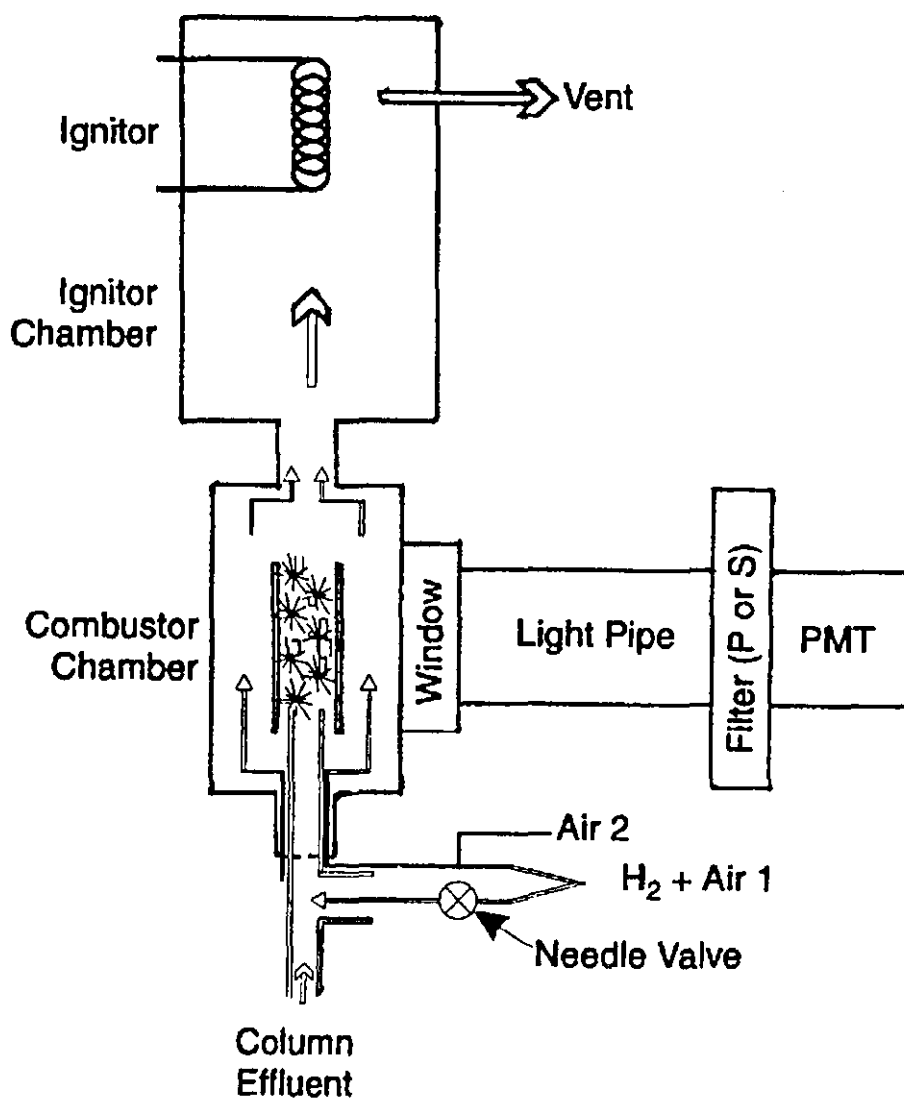 Vent
Ignitor
Ignitor
Chamber
Combustor
Chamber
Window
Light Pipe
Filter (P or S)
PMT
Air 2
H₂ + Air 1
Needle Valve
Column
Effluent